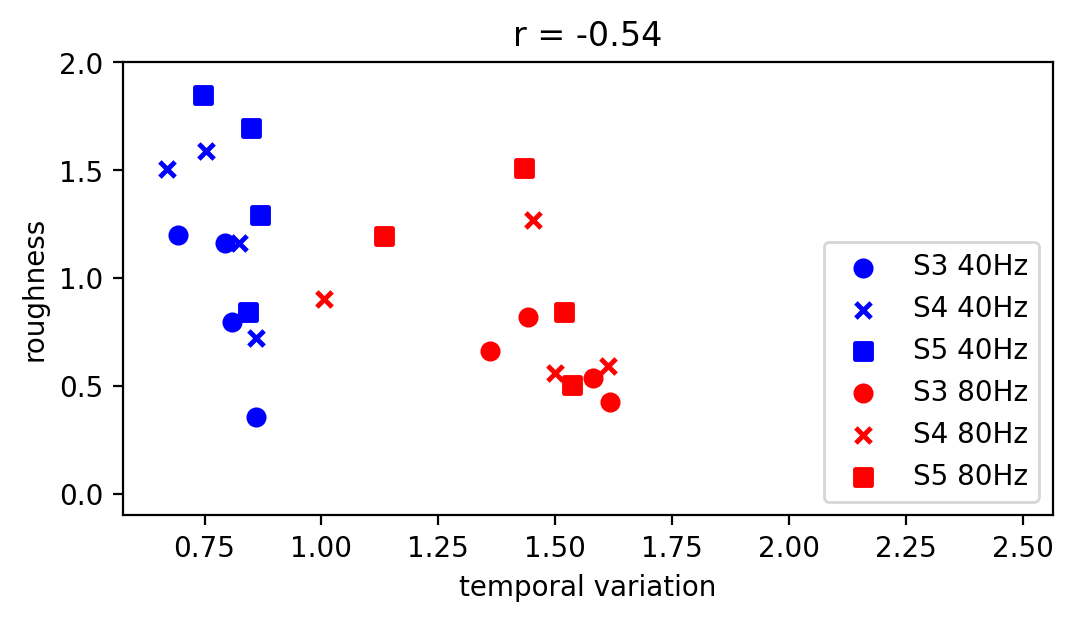 r = -0.54
2.0
1.5
1.0
0.5
0.0
roughness
S3 40Hz
S4 40Hz
S5 40Hz
S3 80Hz
S4 80Hz
S5 80Hz
0.75 1.00 1.25 1.50 1.75 2.00 2.25 2.50
temporal variation